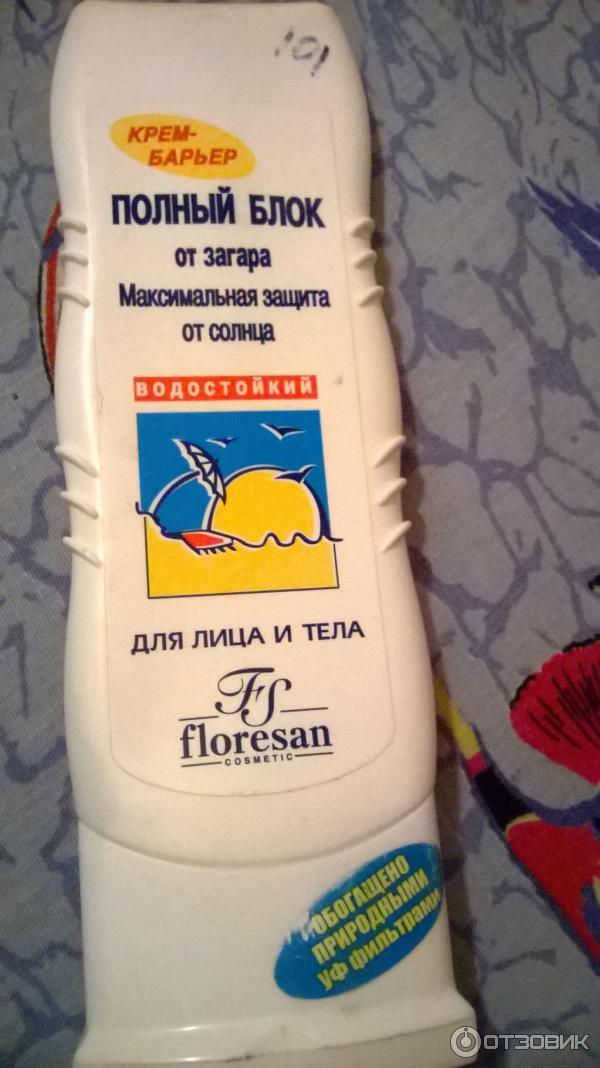 101
КРЕМ-
БАРЬЕР
ПОЛНЫЙ БЛОК
от загара
Максимальная защита
от солнца
ВОДОСТОЙКИЙ
ДЛЯ ЛИЦА И ТЕЛА
FS
floresan
COSMETIC
ОБОГАЩЕНО
ПРИРОДНЫМИ
УФ фильтрами
ОТЗОВИК